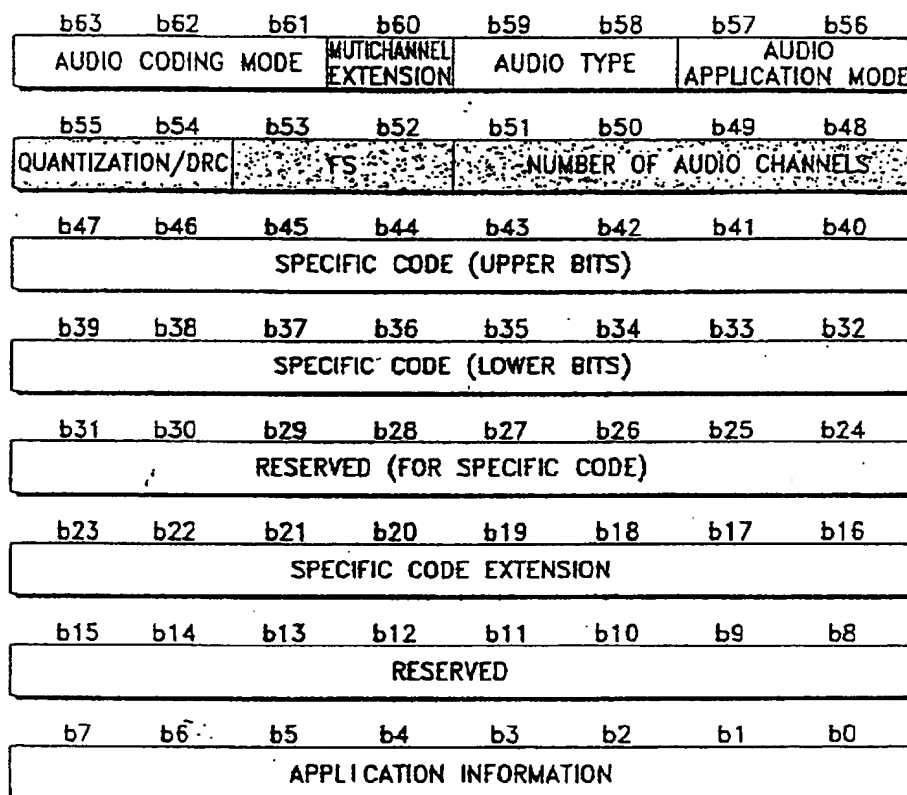 b63 b62 b61 b60 b59 b58 b57 b56
AUDIO CODING MODE
MUTICHANNEL
EXTENSION
AUDIO TYPE
AUDIO
APPLICATION MODE
b55 b54 b53 b52 b51 b50 b49 b48
QUANTIZATION/DRC FS NUMBER OF AUDIO CHANNELS
b47 b46 b45 b44 b43 b42 b41 b40
SPECIFIC CODE (UPPER BITS)
b39 b38 b37 b36 b35 b34 b33 b32
SPECIFIC CODE (LOWER BITS)
b31 b30 b29 b28 b27 b26 b25 b24
RESERVED (FOR SPECIFIC CODE)
b23 b22 b21 b20 b19 b18 b17 b16
SPECIFIC CODE EXTENSION
b15 b14 b13 b12 b11 b10 b9 b8
RESERVED
b7 b6 b5 b4 b3 b2 b1 b0
APPLICATION INFORMATION